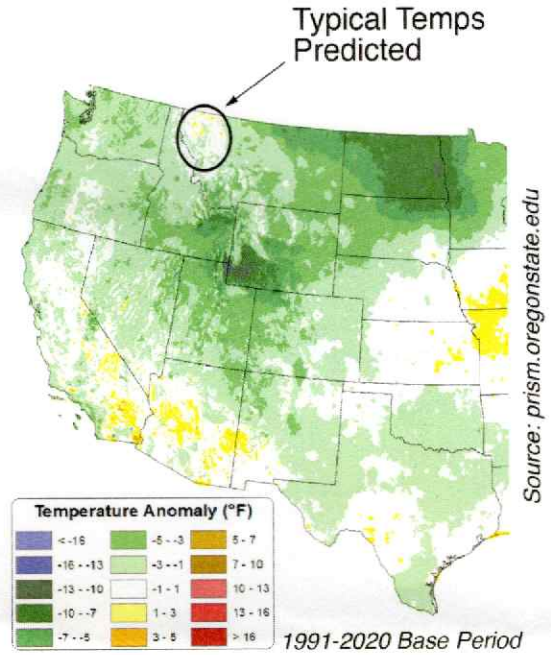 Typical Temps
Predicted
Source: prism.oregonstate.edu
Temperature Anomaly (°F)
< -16
-16 - -13
-13 - -10
-10 - -7
-7 - -5
-5 - -3
-3 - -1
-1 - 1
1 - 3
3 - 5
5 - 7
7 - 10
10 - 13
13 - 16
> 16
1991-2020 Base Period